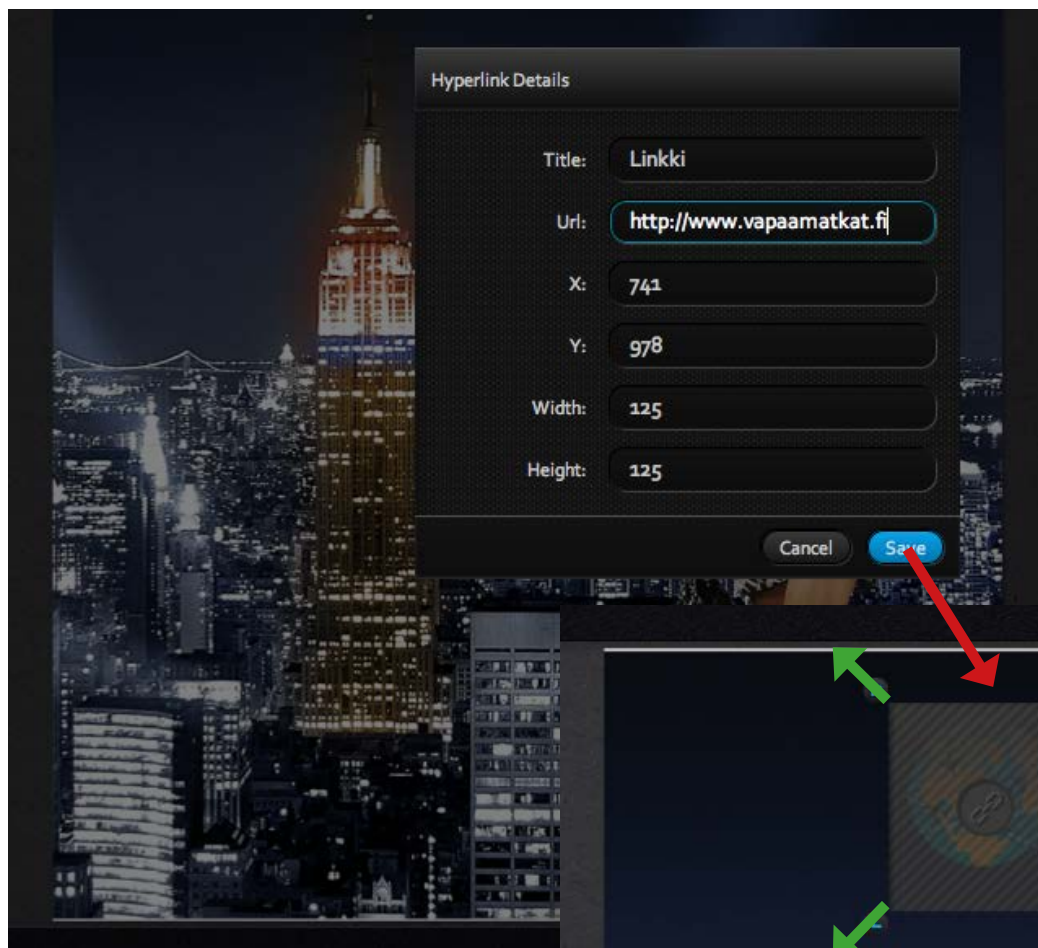 Hyperlink Details
Title: Linkki
Url: http://www.vapaamatkat.fi
X: 741
Y: 978
Width: 125
Height: 125
Cancel Save